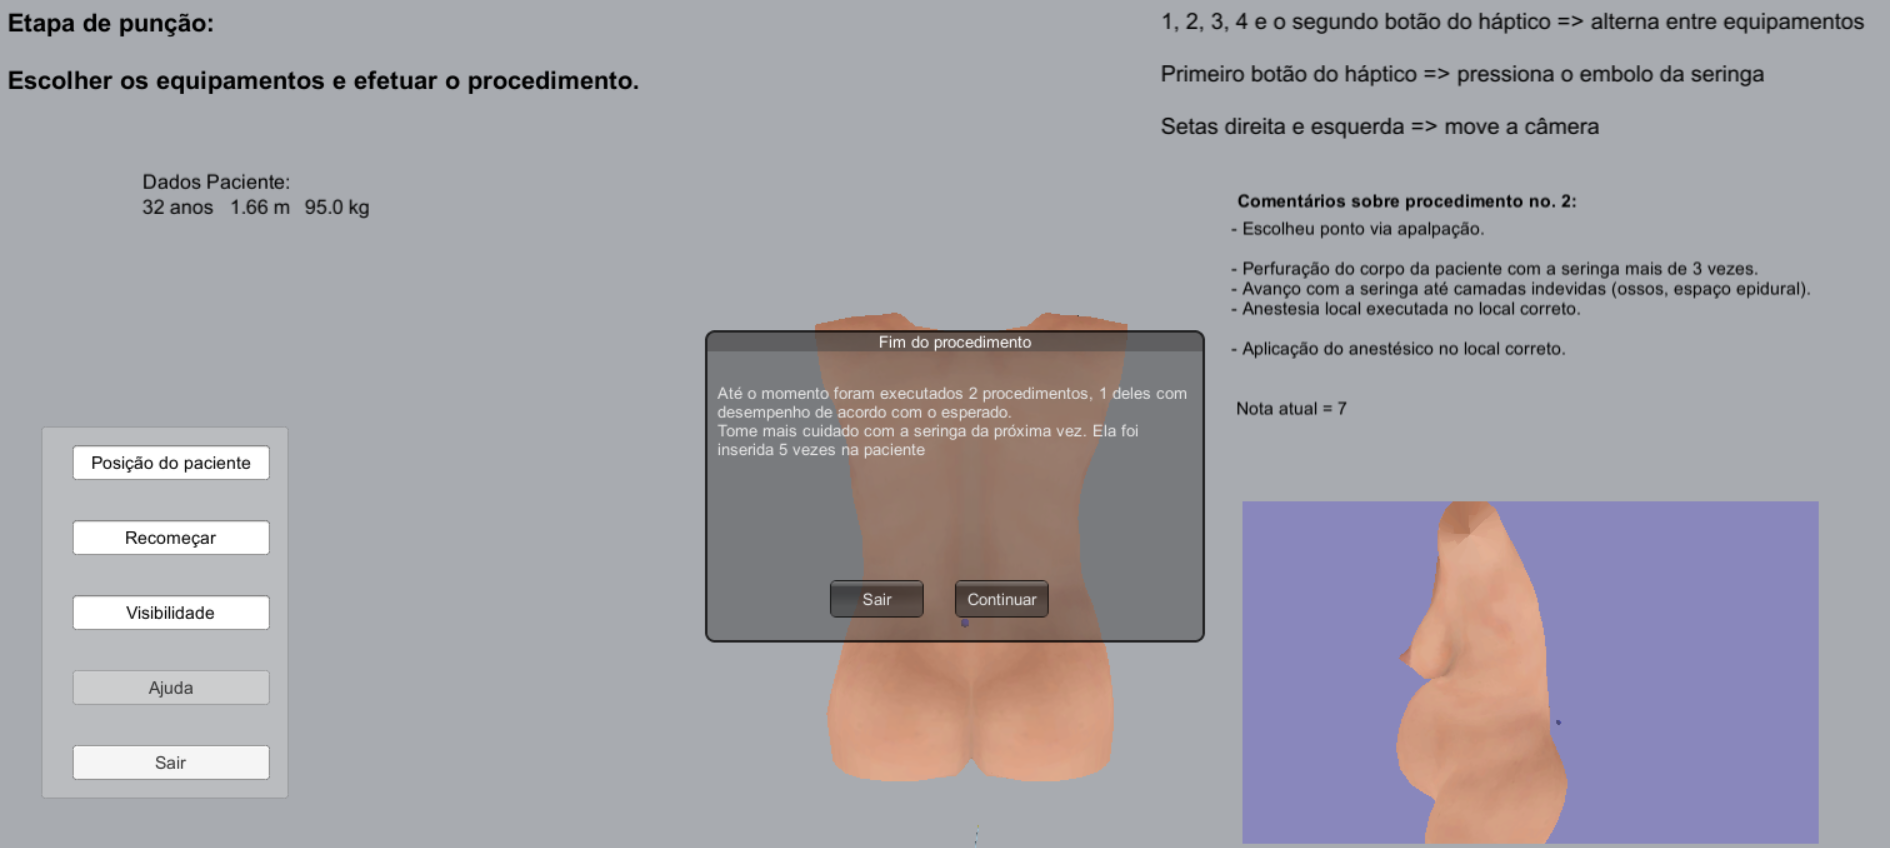 Etapa de punção:
Escolher os equipamentos e efetuar o procedimento.
1, 2, 3, 4 e o segundo botão do háptico => alterna entre equipamentos
Primeiro botão do háptico => pressiona o embolo da seringa
Setas direita e esquerda => move a câmera
Dados Paciente:
32 anos 1.66 m 95.0 kg
Comentários sobre procedimento no. 2:
- Escolheu ponto via apalpação.
- Perfuração do corpo da paciente com a seringa mais de 3 vezes.
- Avanço com a seringa até camadas indevidas (ossos, espaço epidural).
- Anestesia local executada no local correto.
- Aplicação do anestésico no local correto.
Nota atual = 7
Fim do procedimento
Até o momento foram executados 2 procedimentos, 1 deles com
desempenho de acordo com o esperado.
Tome mais cuidado com a seringa da próxima vez. Ela foi
inserida 5 vezes na paciente
Sair
Continuar
Posição do paciente
Recomeçar
Visibilidade
Ajuda
Sair